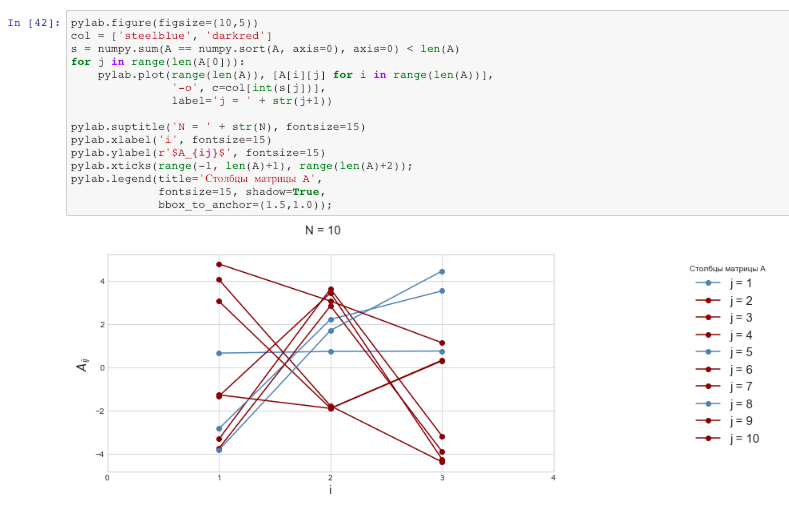 In [42]: pylab.figure(figsize=(10,5))
col = ['steelblue', 'darkred']
s = numpy.sum(A == numpy.sort(A, axis=0), axis=0) < len(A)
for j in range(len(A[0])):
    pylab.plot(range(len(A)), [A[i][j] for i in range(len(A))],
               '-o', c=col[int(s[j])],
               label='j = ' + str(j+1))

pylab.suptitle('N = ' + str(N), fontsize=15)
pylab.xlabel('i', fontsize=15)
pylab.ylabel(r'$A_{ij}$', fontsize=15)
pylab.xticks(range(-1, len(A)+1), range(len(A)+2));
pylab.legend(title='Столбцы матрицы A',
             fontsize=15, shadow=True,
             bbox_to_anchor=(1.5,1.0));
N = 10
4
2
0
−2
−4
A_ij
0 1 2 3 4
i
Столбцы матрицы A
j = 1
j = 2
j = 3
j = 4
j = 5
j = 6
j = 7
j = 8
j = 9
j = 10